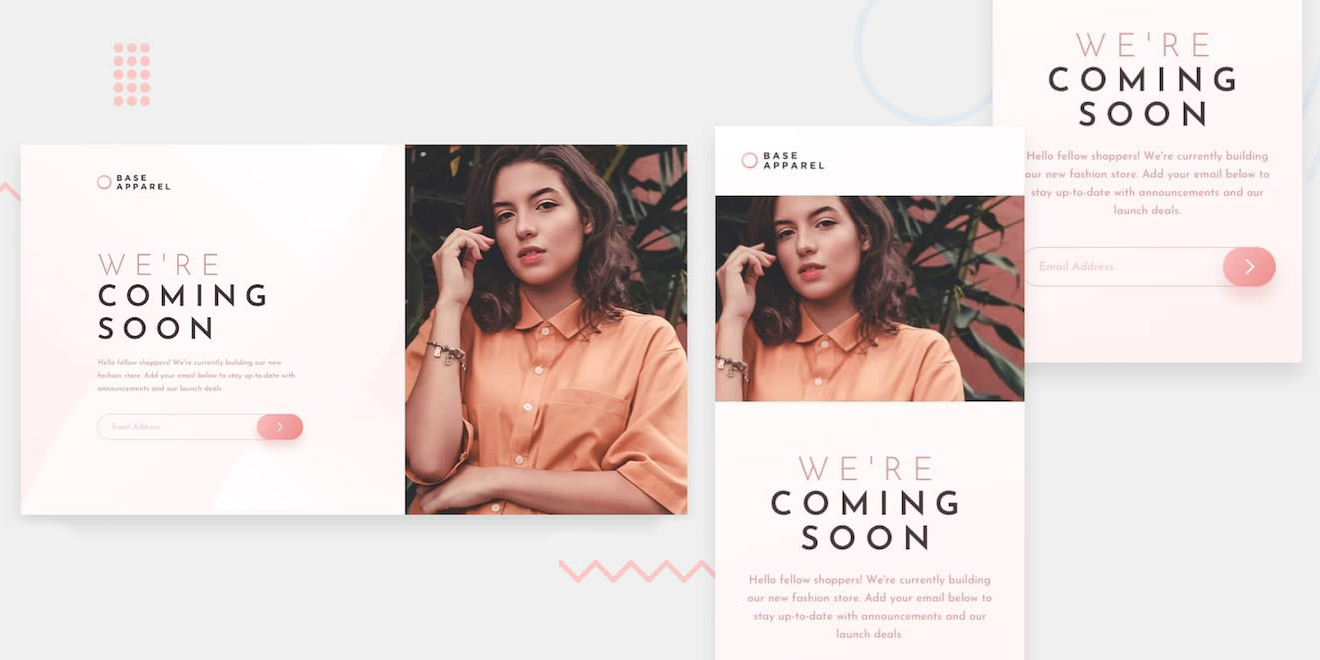 BASE
APPAREL
WE'RE
COMING
SOON
Hello fellow shoppers! We're currently building our new
fashion store. Add your email below to stay up-to-date with
announcements and our launch deals.
Email Address
BASE
APPAREL
WE'RE
COMING
SOON
Hello fellow shoppers! We're currently building
our new fashion store. Add your email below to
stay up-to-date with announcements and our
launch deals.
WE'RE
COMING
SOON
Hello fellow shoppers! We're currently building
our new fashion store. Add your email below to
stay up-to-date with announcements and our
launch deals.
Email Address